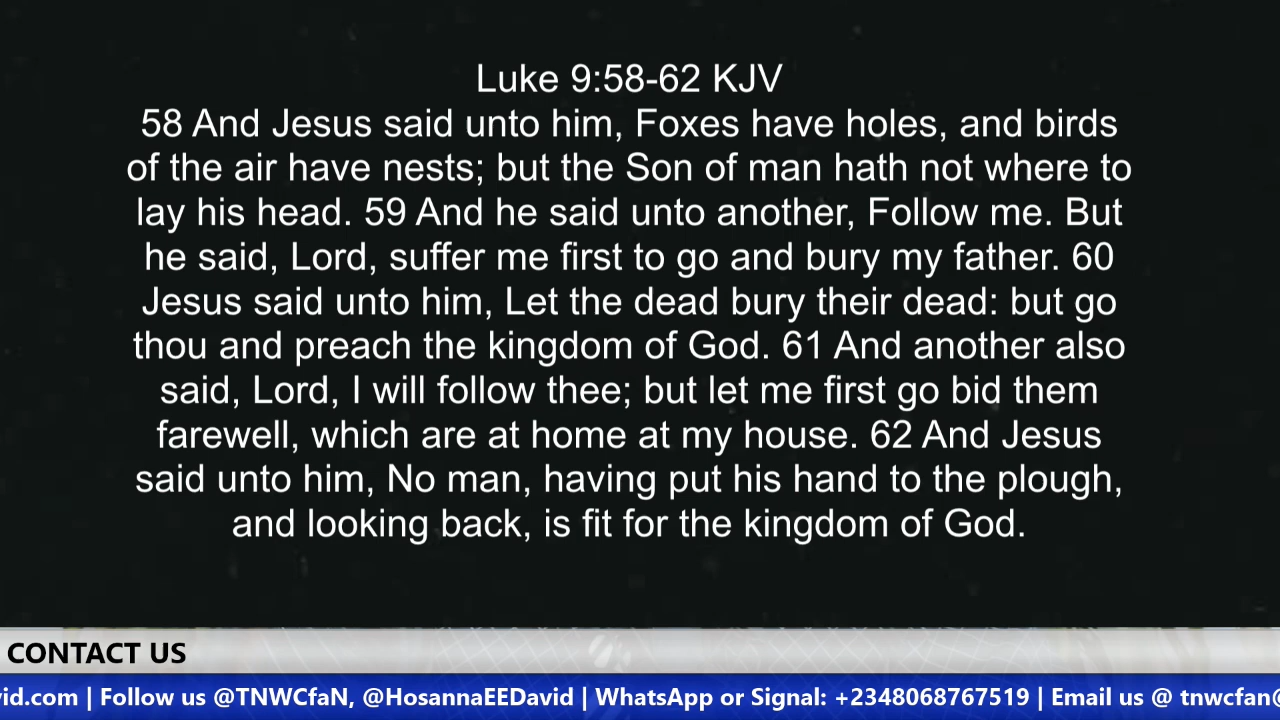 Luke 9:58-62 KJV
58 And Jesus said unto him, Foxes have holes, and birds
of the air have nests; but the Son of man hath not where to
lay his head. 59 And he said unto another, Follow me. But
he said, Lord, suffer me first to go and bury my father. 60
Jesus said unto him, Let the dead bury their dead: but go
thou and preach the kingdom of God. 61 And another also
said, Lord, I will follow thee; but let me first go bid them
farewell, which are at home at my house. 62 And Jesus
said unto him, No man, having put his hand to the plough,
and looking back, is fit for the kingdom of God.
CONTACT US
vid.com | Follow us @TNWCfaN, @HosannaEEDavid | WhatsApp or Signal: +2348068767519 | Email us @ tnwcfan@